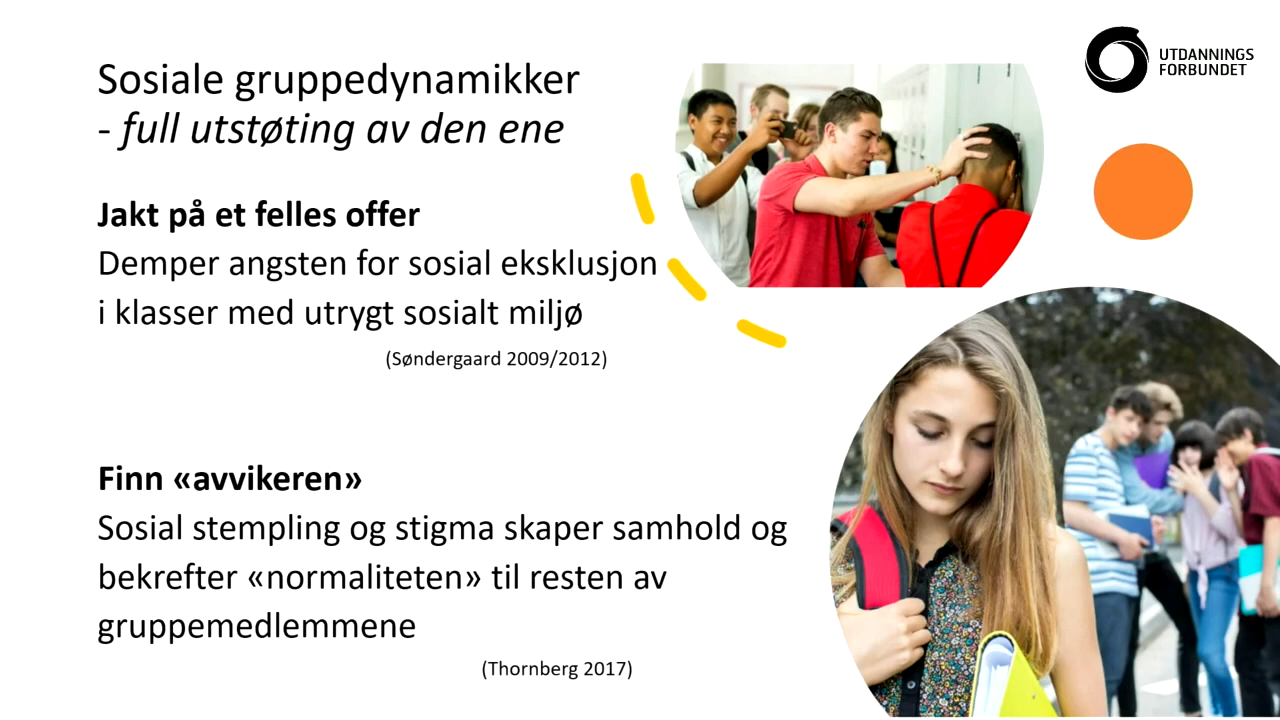 Sosiale gruppedynamikker
- full utstøting av den ene
UTDANNINGS
FORBUNDET
Jakt på et felles offer
Demper angsten for sosial eksklusjon
i klasser med utrygt sosialt miljø
(Søndergaard 2009/2012)
Finn «avvikeren»
Sosial stempling og stigma skaper samhold og
bekrefter «normaliteten» til resten av
gruppemedlemmene
(Thornberg 2017)